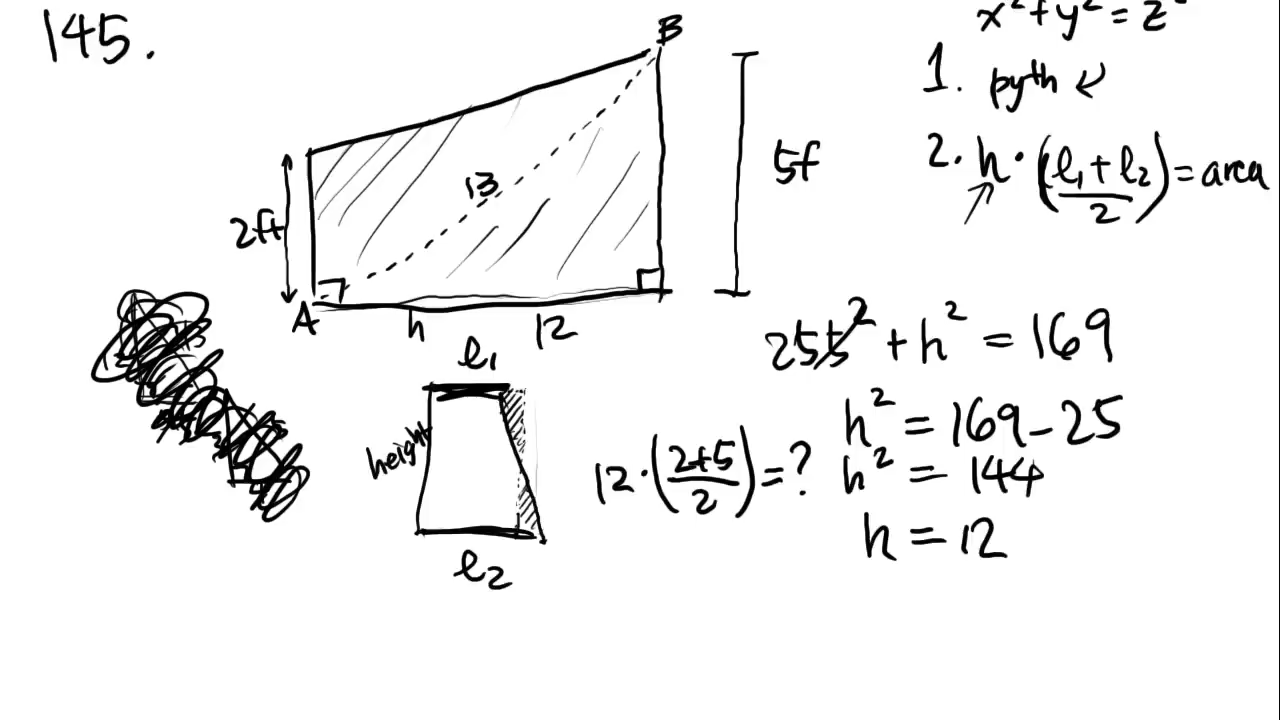 145.
B
x²+y²=z²
1. pyth ↙
2. h·(l₁+l₂/2)=area
13
5f
2ft
A
h
12
25 5² + h² = 169
l₁
h² = 169-25
height
12·(2+5/2)=?
h² = 144
h = 12
l₂